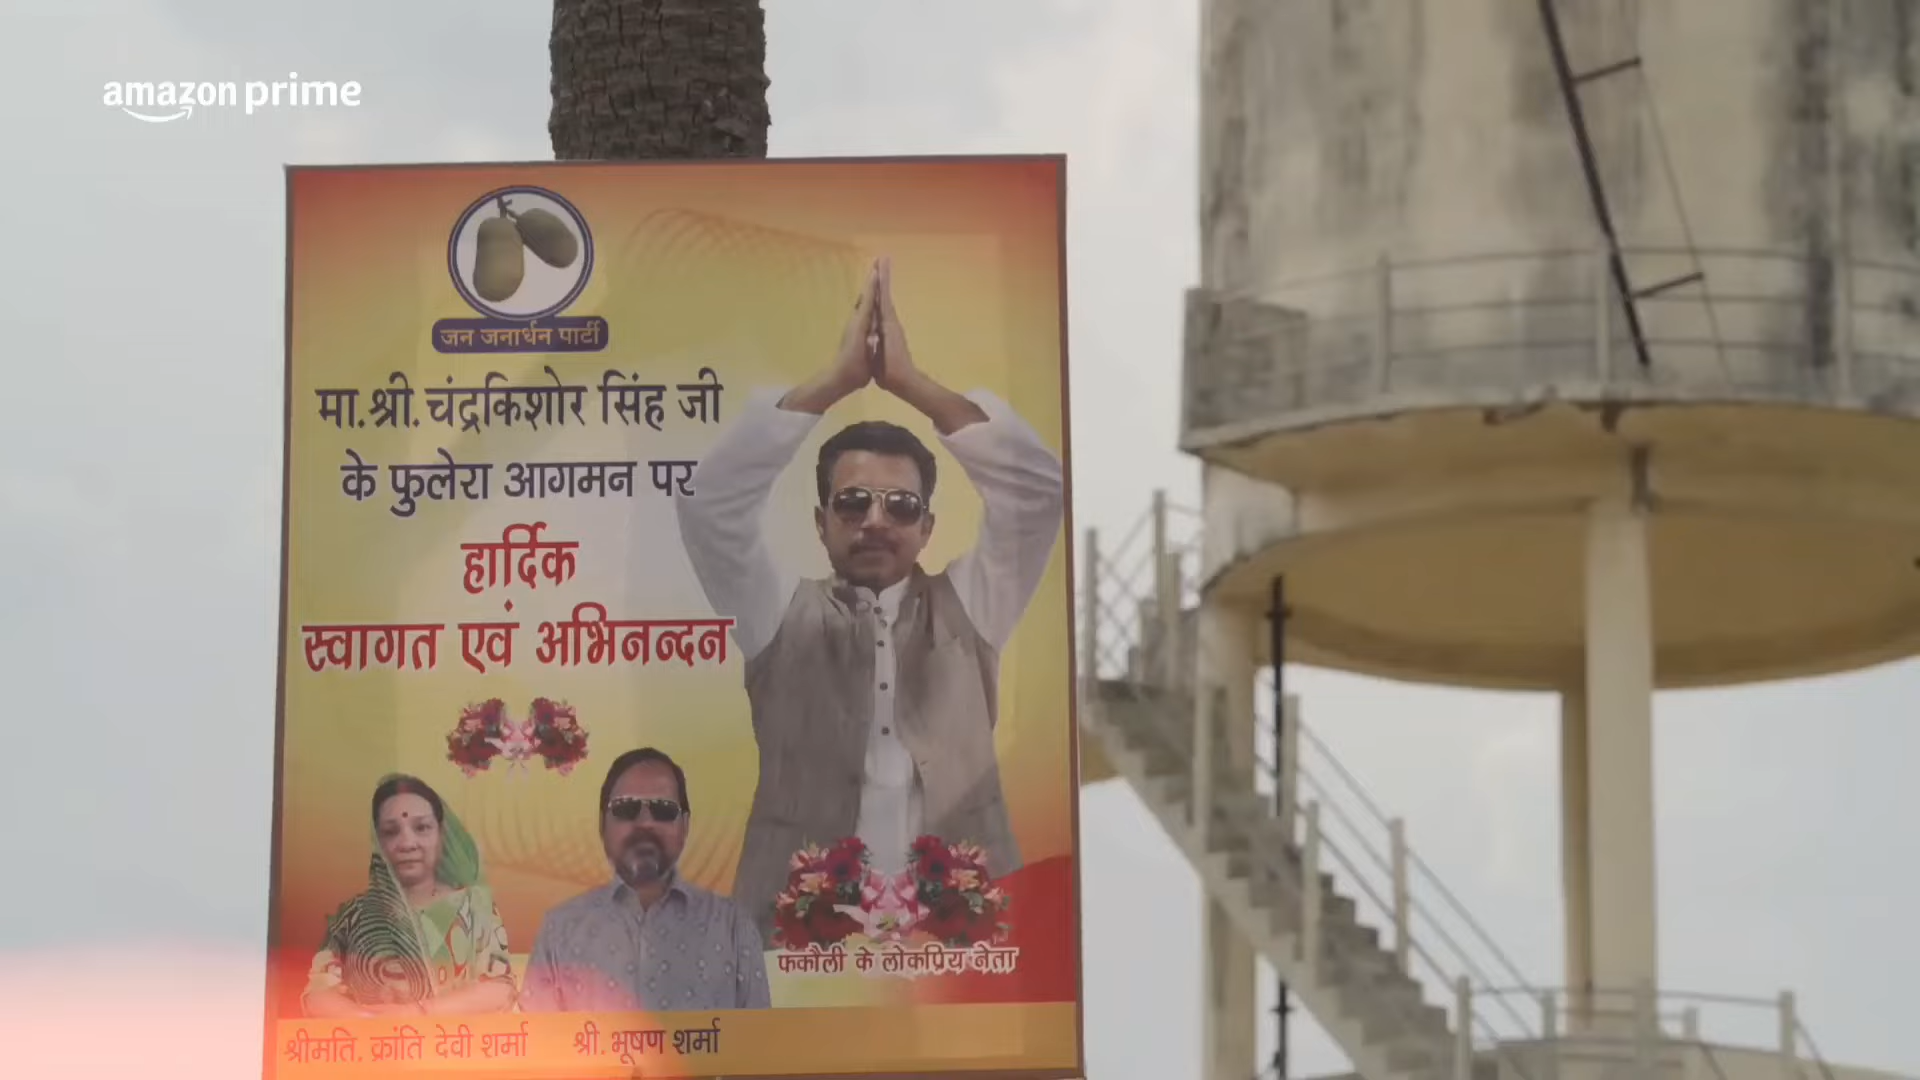 amazon prime
जन जनार्धन पार्टी
मा.श्री.चंद्रकिशोर सिंह जी
के फुलेरा आगमन पर
हार्दिक
स्वागत एवं अभिनन्दन
फकौली के लोकप्रिय नेता
श्रीमति. क्रांति देवी शर्मा श्री. भूषण शर्मा